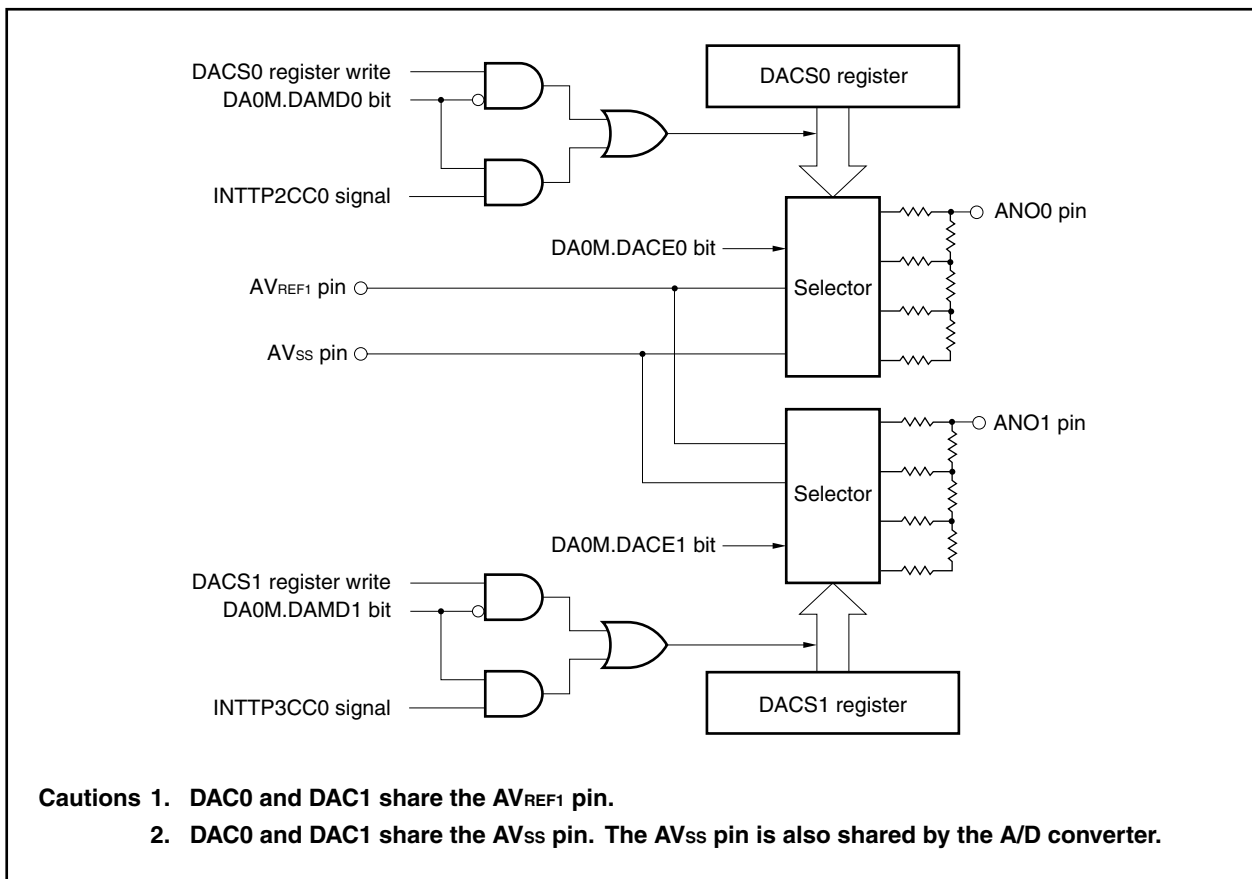 DACS0 register write
DA0M.DAMD0 bit
INTTP2CC0 signal
DACS0 register
DA0M.DACE0 bit
Selector
ANO0 pin
AVREF1 pin
AVSS pin
Selector
ANO1 pin
DA0M.DACE1 bit
DACS1 register write
DA0M.DAMD1 bit
INTTP3CC0 signal
DACS1 register
Cautions 1. DAC0 and DAC1 share the AVREF1 pin.
2. DAC0 and DAC1 share the AVSS pin. The AVSS pin is also shared by the A/D converter.